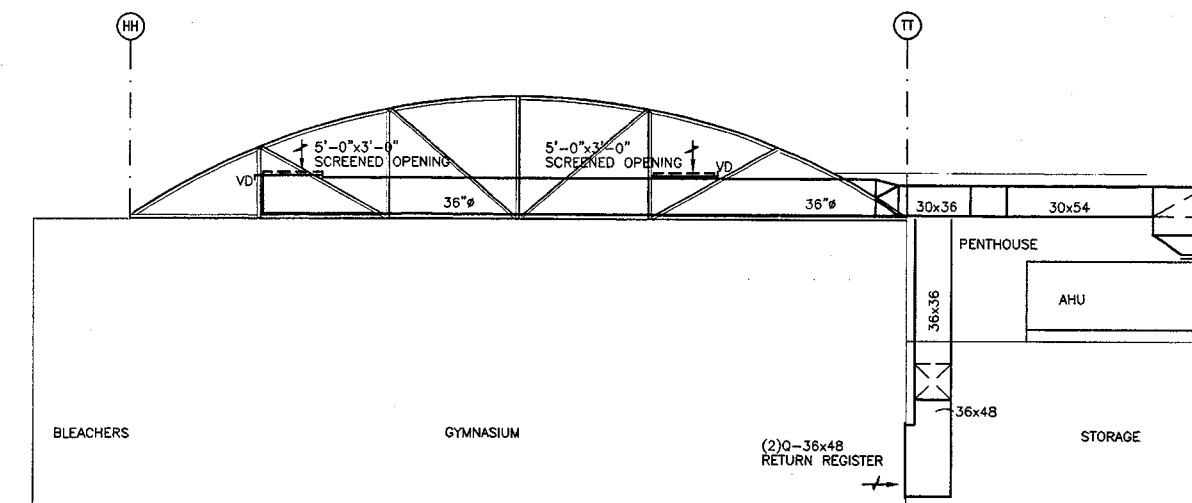 HH
TT
5'-0"x3'-0"
SCREENED OPENING
5'-0"x3'-0"
SCREENED OPENING
VD
VD
36"ø
36"ø
30x36
30x54
PENTHOUSE
36x36
AHU
36x48
BLEACHERS
GYMNASIUM
(2)Q-36x48
RETURN REGISTER
STORAGE